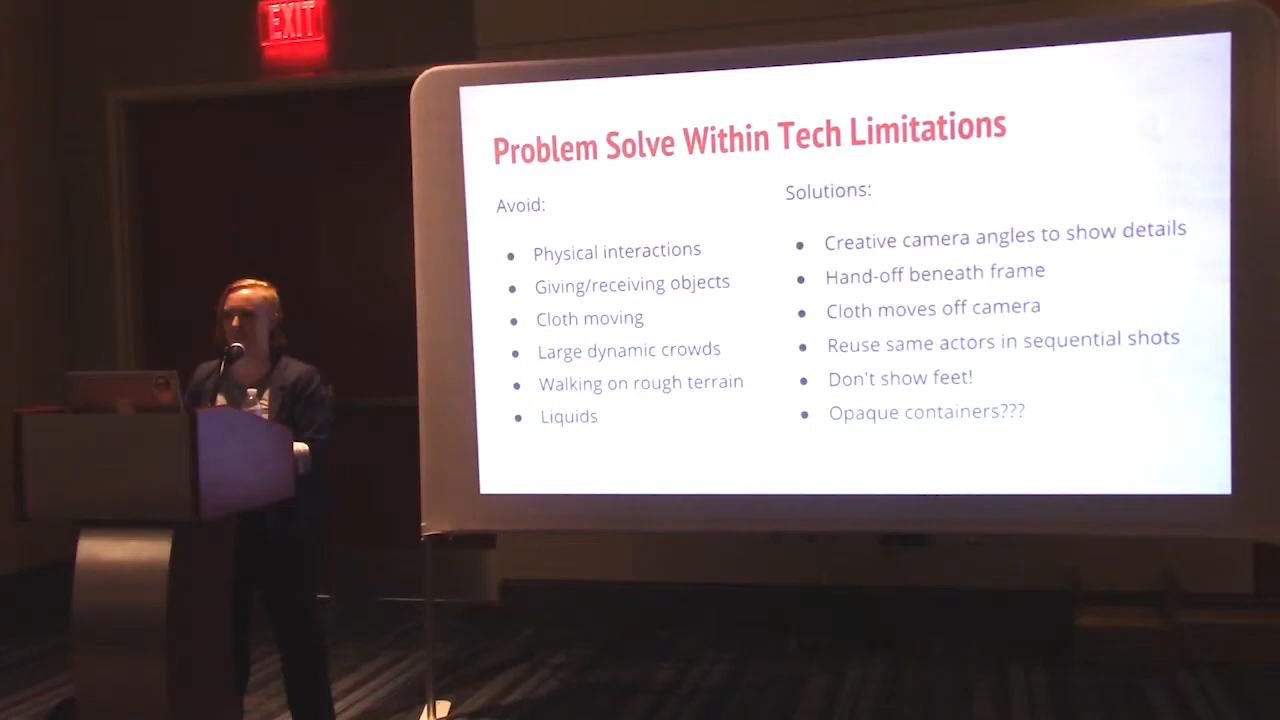 EXIT
Problem Solve Within Tech Limitations
Avoid:
• Physical interactions
• Giving/receiving objects
• Cloth moving
• Large dynamic crowds
• Walking on rough terrain
• Liquids
Solutions:
• Creative camera angles to show details
• Hand-off beneath frame
• Cloth moves off camera
• Reuse same actors in sequential shots
• Don't show feet!
• Opaque containers???